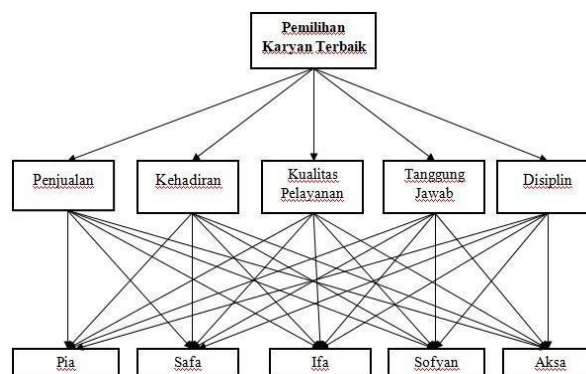 Pemilihan
Karyan Terbaik
Penjualan
Kehadiran
Kualitas
Pelayanan
Tanggung
Jawab
Disiplin
Pia
Safa
Ifa
Sofyan
Aksa